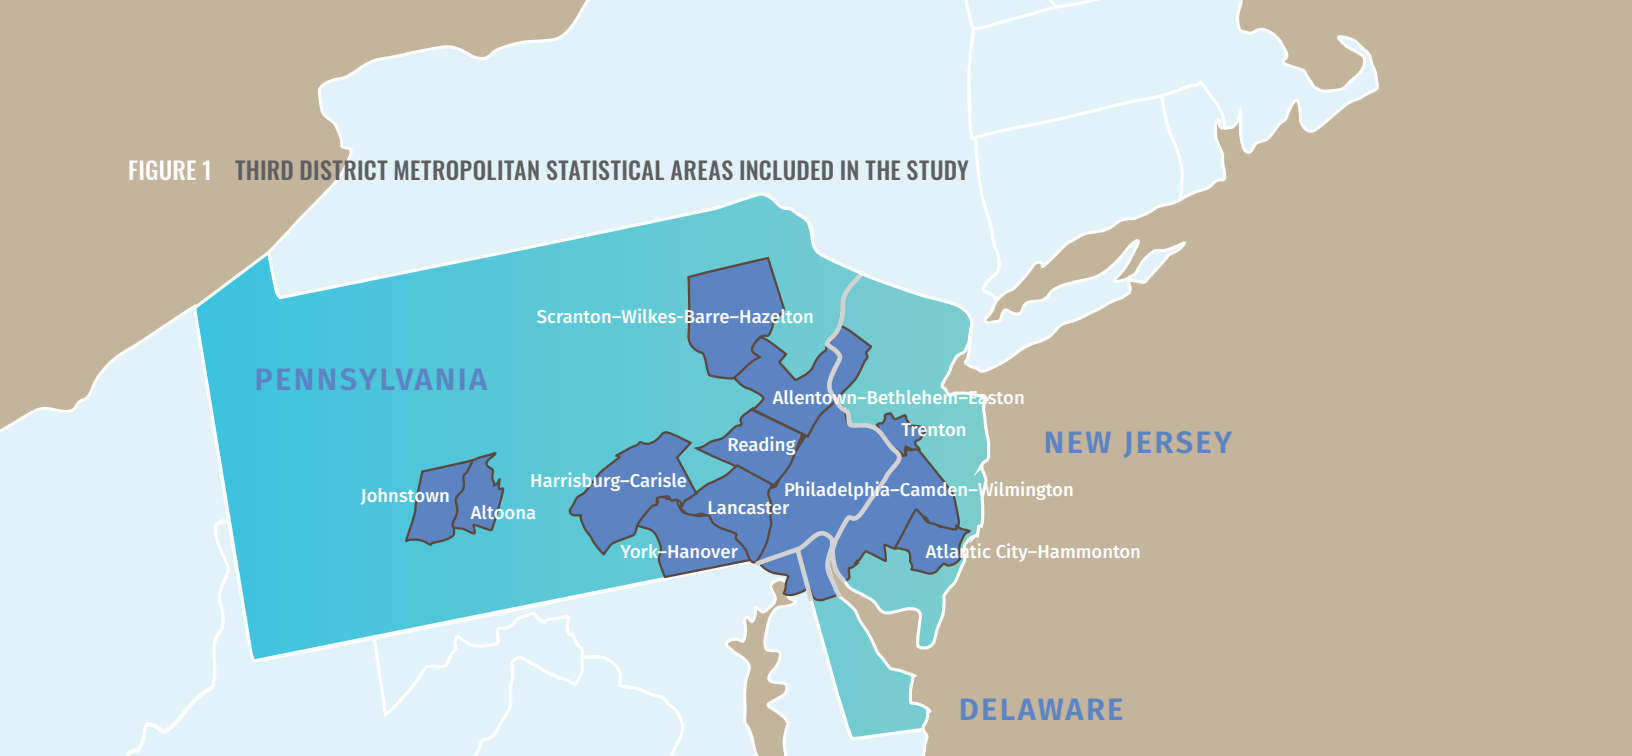 FIGURE 1 THIRD DISTRICT METROPOLITAN STATISTICAL AREAS INCLUDED IN THE STUDY
Scranton–Wilkes-Barre–Hazelton
PENNSYLVANIA
Allentown–Bethlehem–Easton
Trenton
NEW JERSEY
Reading
Harrisburg–Carisle
Philadelphia–Camden–Wilmington
Johnstown
Lancaster
Altoona
York–Hanover
Atlantic City–Hammonton
DELAWARE